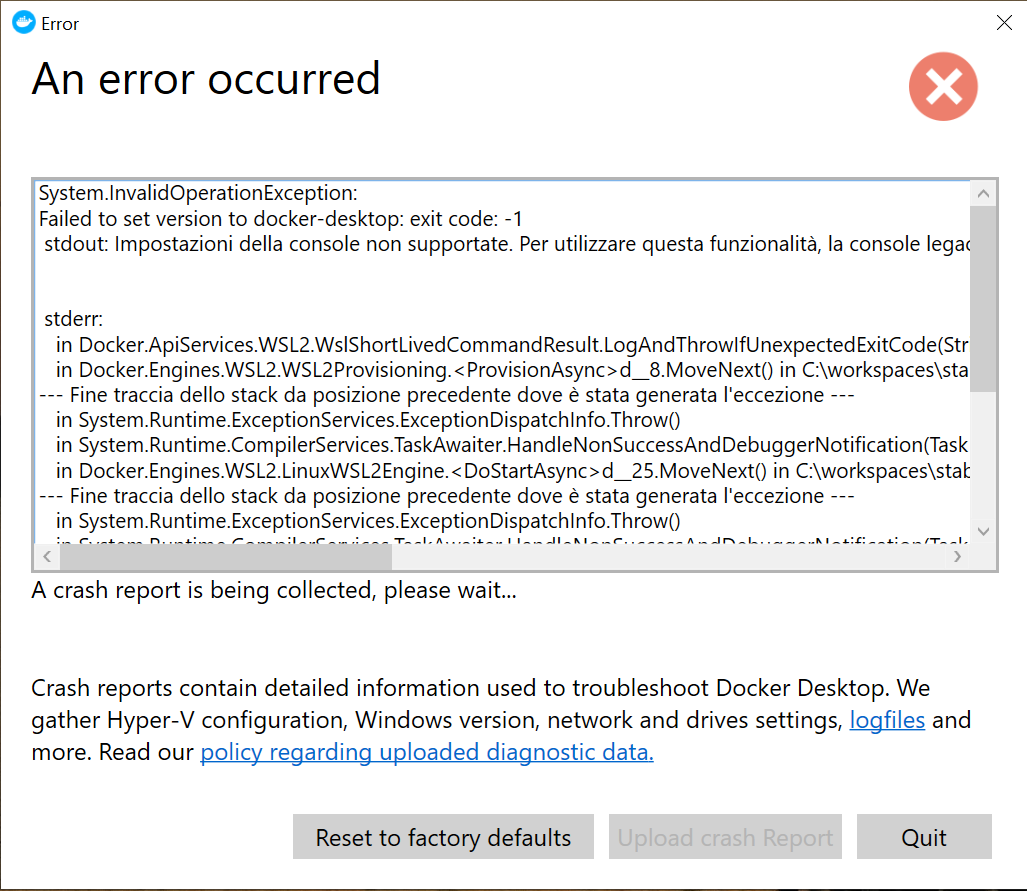 Error
An error occurred
System.InvalidOperationException:
Failed to set version to docker-desktop: exit code: -1
stdout: Impostazioni della console non supportate. Per utilizzare questa funzionalità, la console
stderr:
in Docker.ApiServices.WSL2.WslShortLivedCommandResult.LogAndThrowIfUnexpectedExitCode(Str
in Docker.Engines.WSL2.WSL2Provisioning.<ProvisionAsync>d__8.MoveNext() in C:\workspaces\sta
--- Fine traccia dello stack da posizione precedente dove è stata generata l'eccezione ---
in System.Runtime.ExceptionServices.ExceptionDispatchInfo.Throw()
in System.Runtime.CompilerServices.TaskAwaiter.HandleNonSuccessAndDebuggerNotification(Task
in Docker.Engines.WSL2.LinuxWSL2Engine.<DoStartAsync>d__25.MoveNext() in C:\workspaces\stab
--- Fine traccia dello stack da posizione precedente dove è stata generata l'eccezione ---
in System.Runtime.ExceptionServices.ExceptionDispatchInfo.Throw()
in System.Runtime.CompilerServices.TaskAwaiter.HandleNonSuccessAndDebuggerNotification(Task
A crash report is being collected, please wait...
Crash reports contain detailed information used to troubleshoot Docker Desktop. We
gather Hyper-V configuration, Windows version, network and drives settings, logfiles and
more. Read our policy regarding uploaded diagnostic data.
Reset to factory defaults
Upload crash Report
Quit